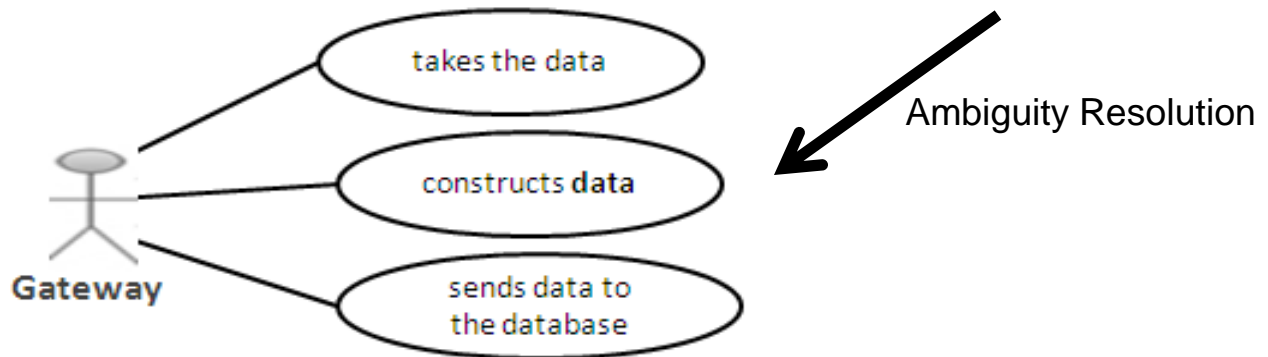 takes the data
Ambiguity Resolution
constructs data
Gateway
sends data to
the database